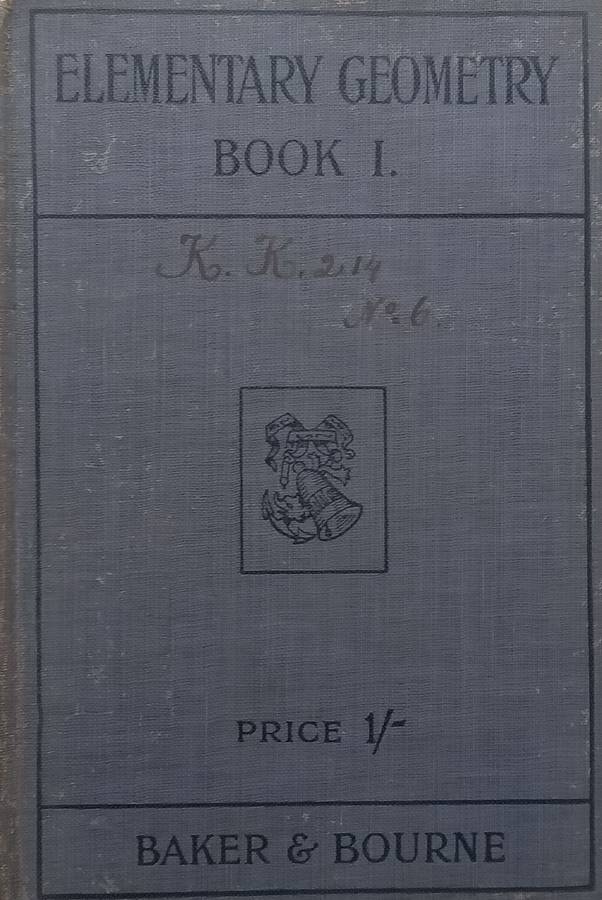 ELEMENTARY GEOMETRY
BOOK I.
K. K. 2.14
No. 6.
PRICE 1/-
BAKER & BOURNE